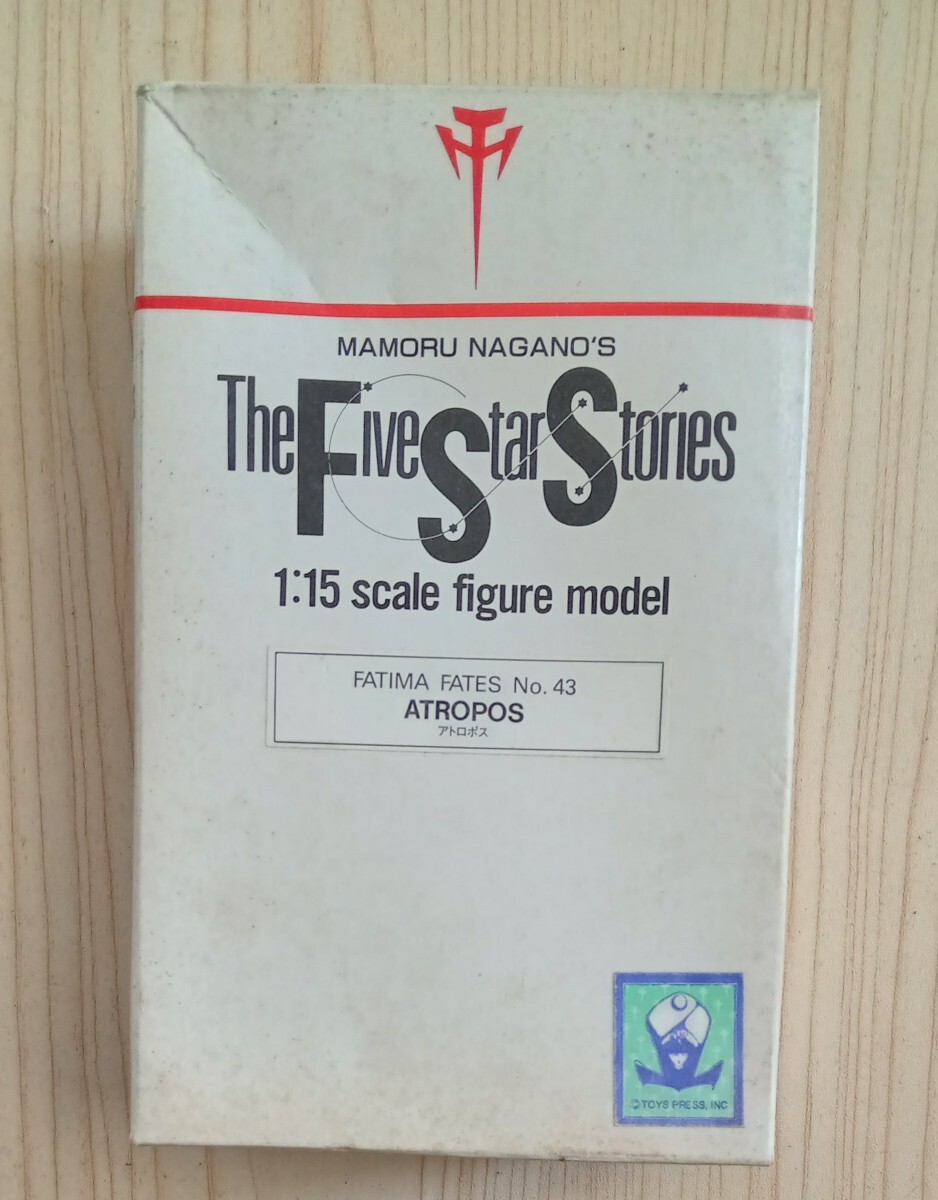 MAMORU NAGANO'S
The Five Star Stories
1:15 scale figure model
FATIMA FATES No. 43
ATROPOS
アトロポス
© TOYS PRESS, INC